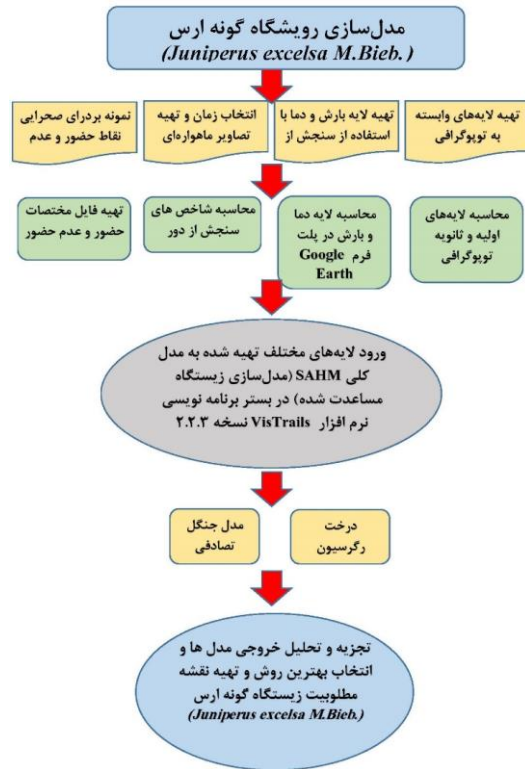 مدل‌سازی رویشگاه گونه ارس
(Juniperus excelsa M.Bieb.)
تهیه لایه‌های وابسته
به توپوگرافی
تهیه لایه بارش و دما با
استفاده از سنجش از
انتخاب زمان و تهیه
تصاویر ماهواره‌ای
نمونه بردرای صحرایی
نقاط حضور و عدم
محاسبه لایه‌های
اولیه و ثانویه
توپوگرافی
محاسبه لایه دما
و بارش در پلت
فرم Google
Earth
محاسبه شاخص های
سنجش از دور
تهیه فایل مختصات
حضور و عدم حضور
ورود لایه‌های مختلف تهیه شده به مدل
کلی SAHM (مدل‌سازی زیستگاه
مساعدت شده) در بستر برنامه نویسی
نرم افزار VisTrails نسخه ۲.۲.۳
درخت
رگرسیون
مدل جنگل
تصادفی
تجزیه و تحلیل خروجی مدل ها و
انتخاب بهترین روش و تهیه نقشه
مطلوبیت زیستگاه گونه ارس
(Juniperus excelsa M.Bieb.)